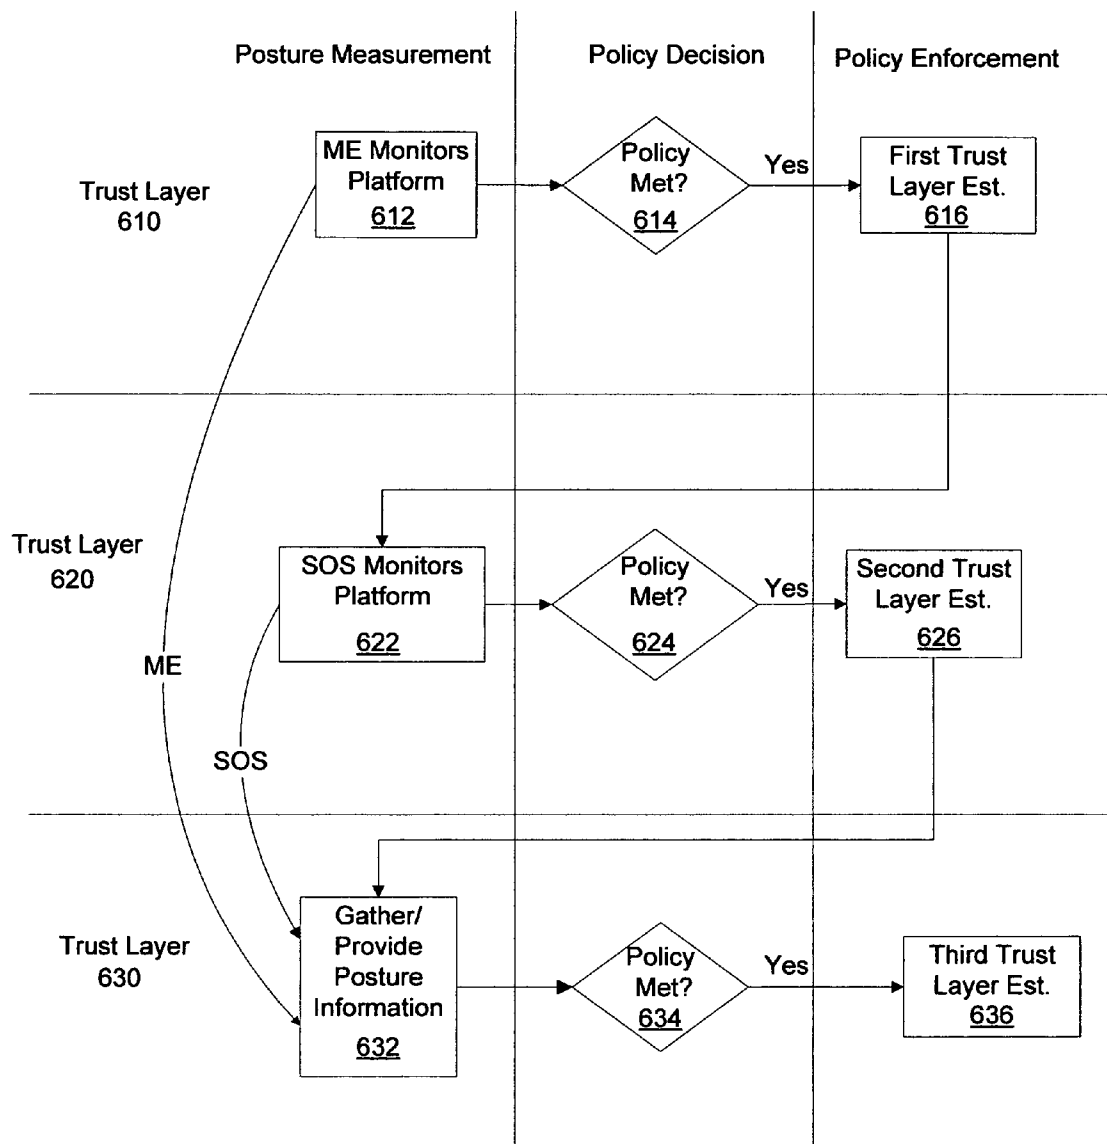 Posture Measurement
Policy Decision
Policy Enforcement
Trust Layer
610
ME Monitors
Platform
612
Policy
Met?
614
Yes
First Trust
Layer Est.
616
Trust Layer
620
SOS Monitors
Platform
622
Policy
Met?
624
Yes
Second Trust
Layer Est.
626
ME
SOS
Trust Layer
630
Gather/
Provide
Posture
Information
632
Policy
Met?
634
Yes
Third Trust
Layer Est.
636